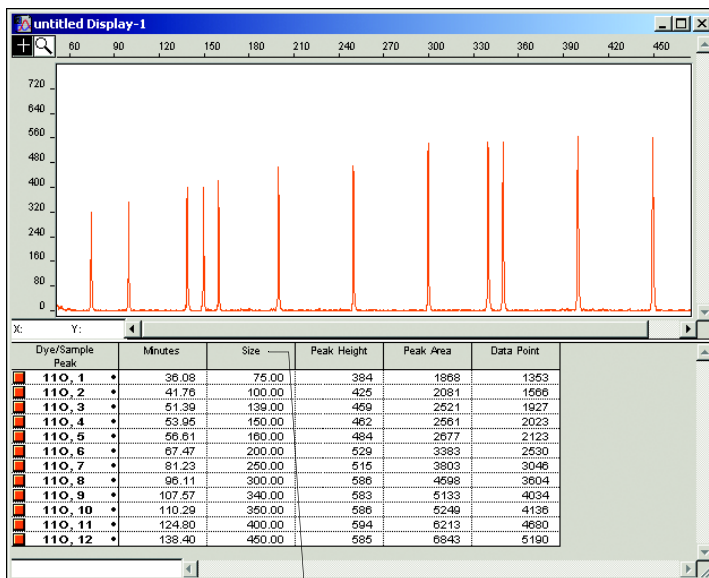 untitled Display-1
60 90 120 150 180 210 240 270 300 330 360 390 420 450
720
640
560
480
400
320
240
160
80
0
X: Y:
Dye/Sample Peak Minutes Size Peak Height Peak Area Data Point
11O, 1 • 36.08 75.00 384 1868 1353
11O, 2 • 41.76 100.00 425 2081 1566
11O, 3 • 51.39 139.00 459 2521 1927
11O, 4 • 53.95 150.00 462 2561 2023
11O, 5 • 56.61 160.00 484 2677 2123
11O, 6 • 67.47 200.00 529 3383 2530
11O, 7 • 81.23 250.00 515 3803 3046
11O, 8 • 96.11 300.00 586 4598 3604
11O, 9 • 107.57 340.00 583 5133 4034
11O, 10 • 110.29 350.00 586 5249 4136
11O, 11 • 124.80 400.00 594 6213 4680
11O, 12 • 138.40 450.00 585 6843 5190